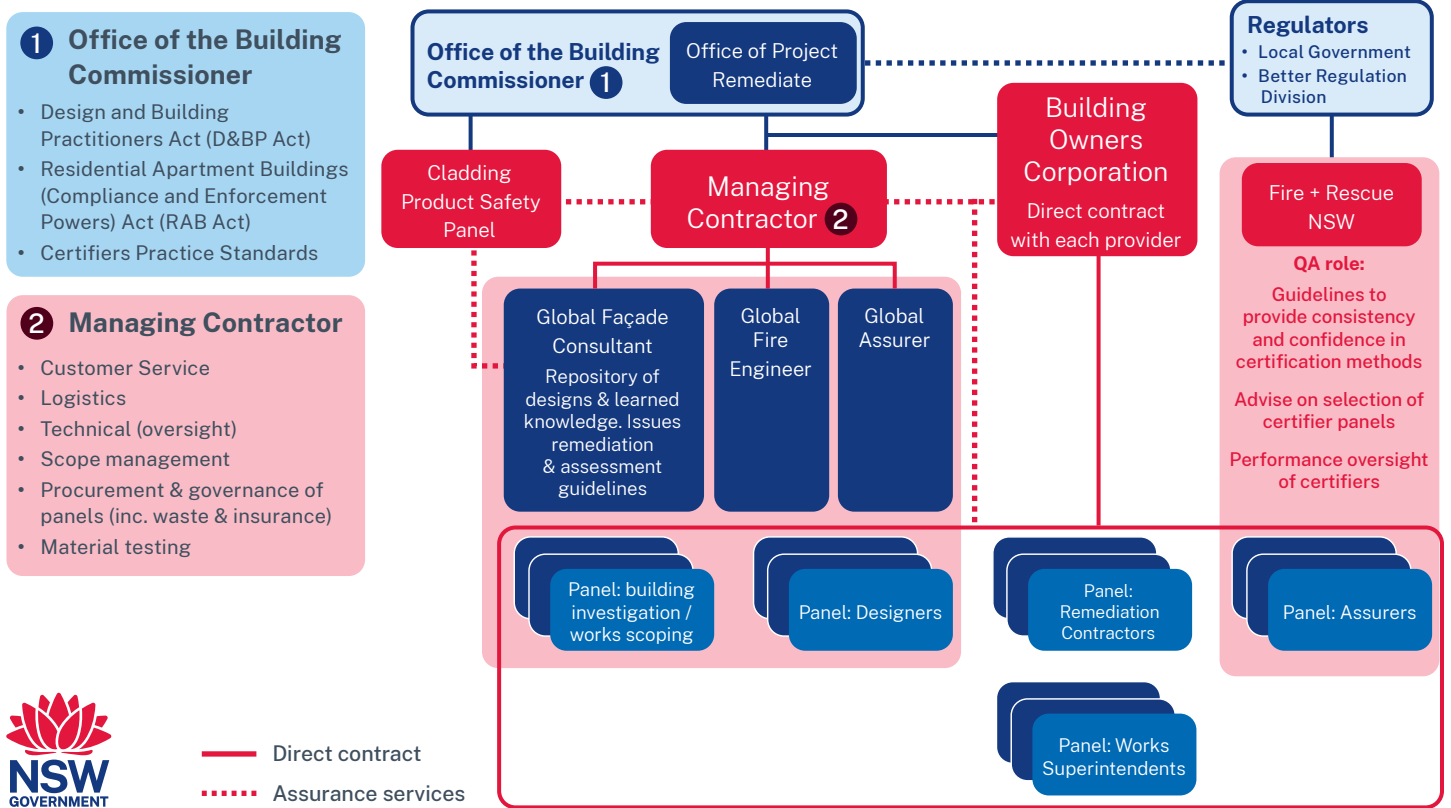 1 Office of the Building
Commissioner
• Design and Building
Practitioners Act (D&BP Act)
• Residential Apartment Buildings
(Compliance and Enforcement
Powers) Act (RAB Act)
• Certifiers Practice Standards
2 Managing Contractor
• Customer Service
• Logistics
• Technical (oversight)
• Scope management
• Procurement & governance of
panels (inc. waste & insurance)
• Material testing
Office of the Building
Commissioner 1
Office of Project
Remediate
Regulators
• Local Government
• Better Regulation
Division
Cladding
Product Safety
Panel
Managing
Contractor 2
Building
Owners
Corporation
Direct contract
with each provider
Fire + Rescue
NSW
QA role:
Guidelines to
provide consistency
and confidence in
certification methods
Advise on selection of
certifier panels
Performance oversight
of certifiers
Global Façade
Consultant
Repository of
designs & learned
knowledge. Issues
remediation
& assessment
guidelines
Global
Fire
Engineer
Global
Assurer
Panel: building
investigation /
works scoping
Panel: Designers
Panel:
Remediation
Contractors
Panel: Assurers
Panel: Works
Superintendents
NSW
GOVERNMENT
Direct contract
Assurance services